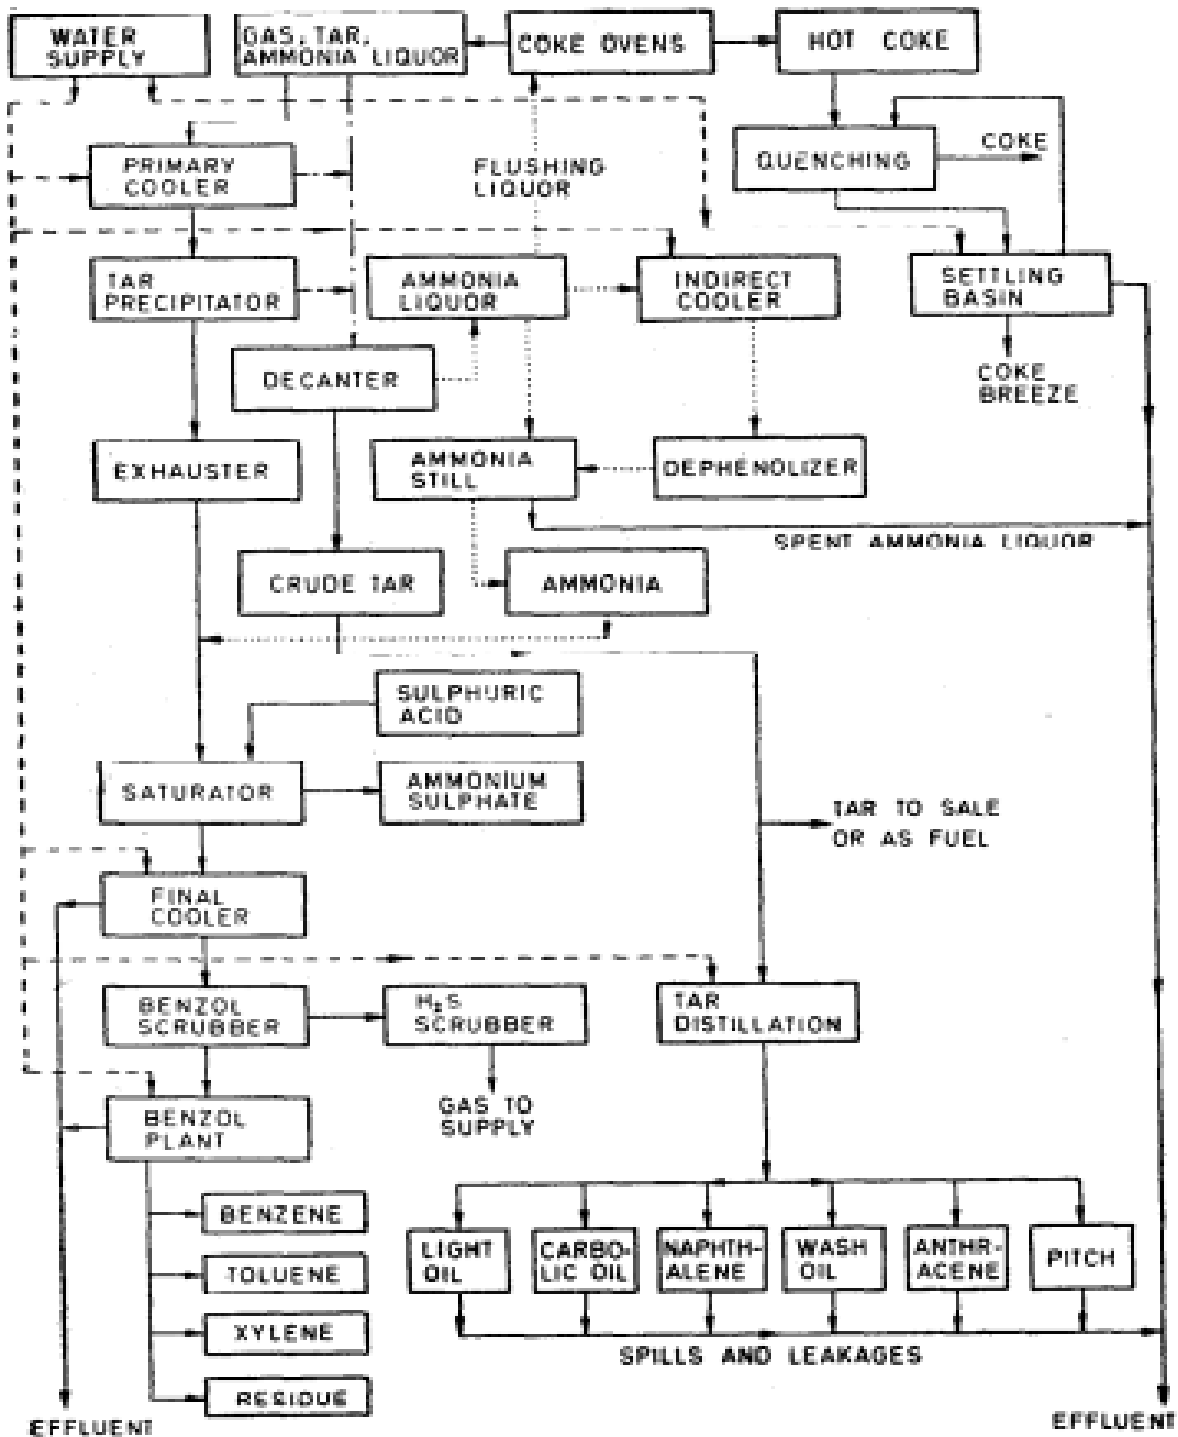 WATER
SUPPLY
GAS, TAR,
AMMONIA LIQUOR
COKE OVENS
HOT COKE
PRIMARY
COOLER
FLUSHING
LIQUOR
QUENCHING
COKE
TAR
PRECIPITATOR
AMMONIA
LIQUOR
INDIRECT
COOLER
SETTLING
BASIN
DECANTER
COKE
BREEZE
EXHAUSTER
AMMONIA
STILL
DEPHENOLIZER
SPENT AMMONIA LIQUOR
CRUDE TAR
AMMONIA
SULPHURIC
ACID
SATURATOR
AMMONIUM
SULPHATE
TAR TO SALE
OR AS FUEL
FINAL
COOLER
BENZOL
SCRUBBER
H₂S
SCRUBBER
TAR
DISTILLATION
GAS TO
SUPPLY
BENZOL
PLANT
BENZENE
TOLUENE
XYLENE
RESIDUE
LIGHT
OIL
CARBO-
LIC OIL
NAPHTH-
ALENE
WASH
OIL
ANTHR-
ACENE
PITCH
SPILLS AND LEAKAGES
EFFLUENT
EFFLUENT